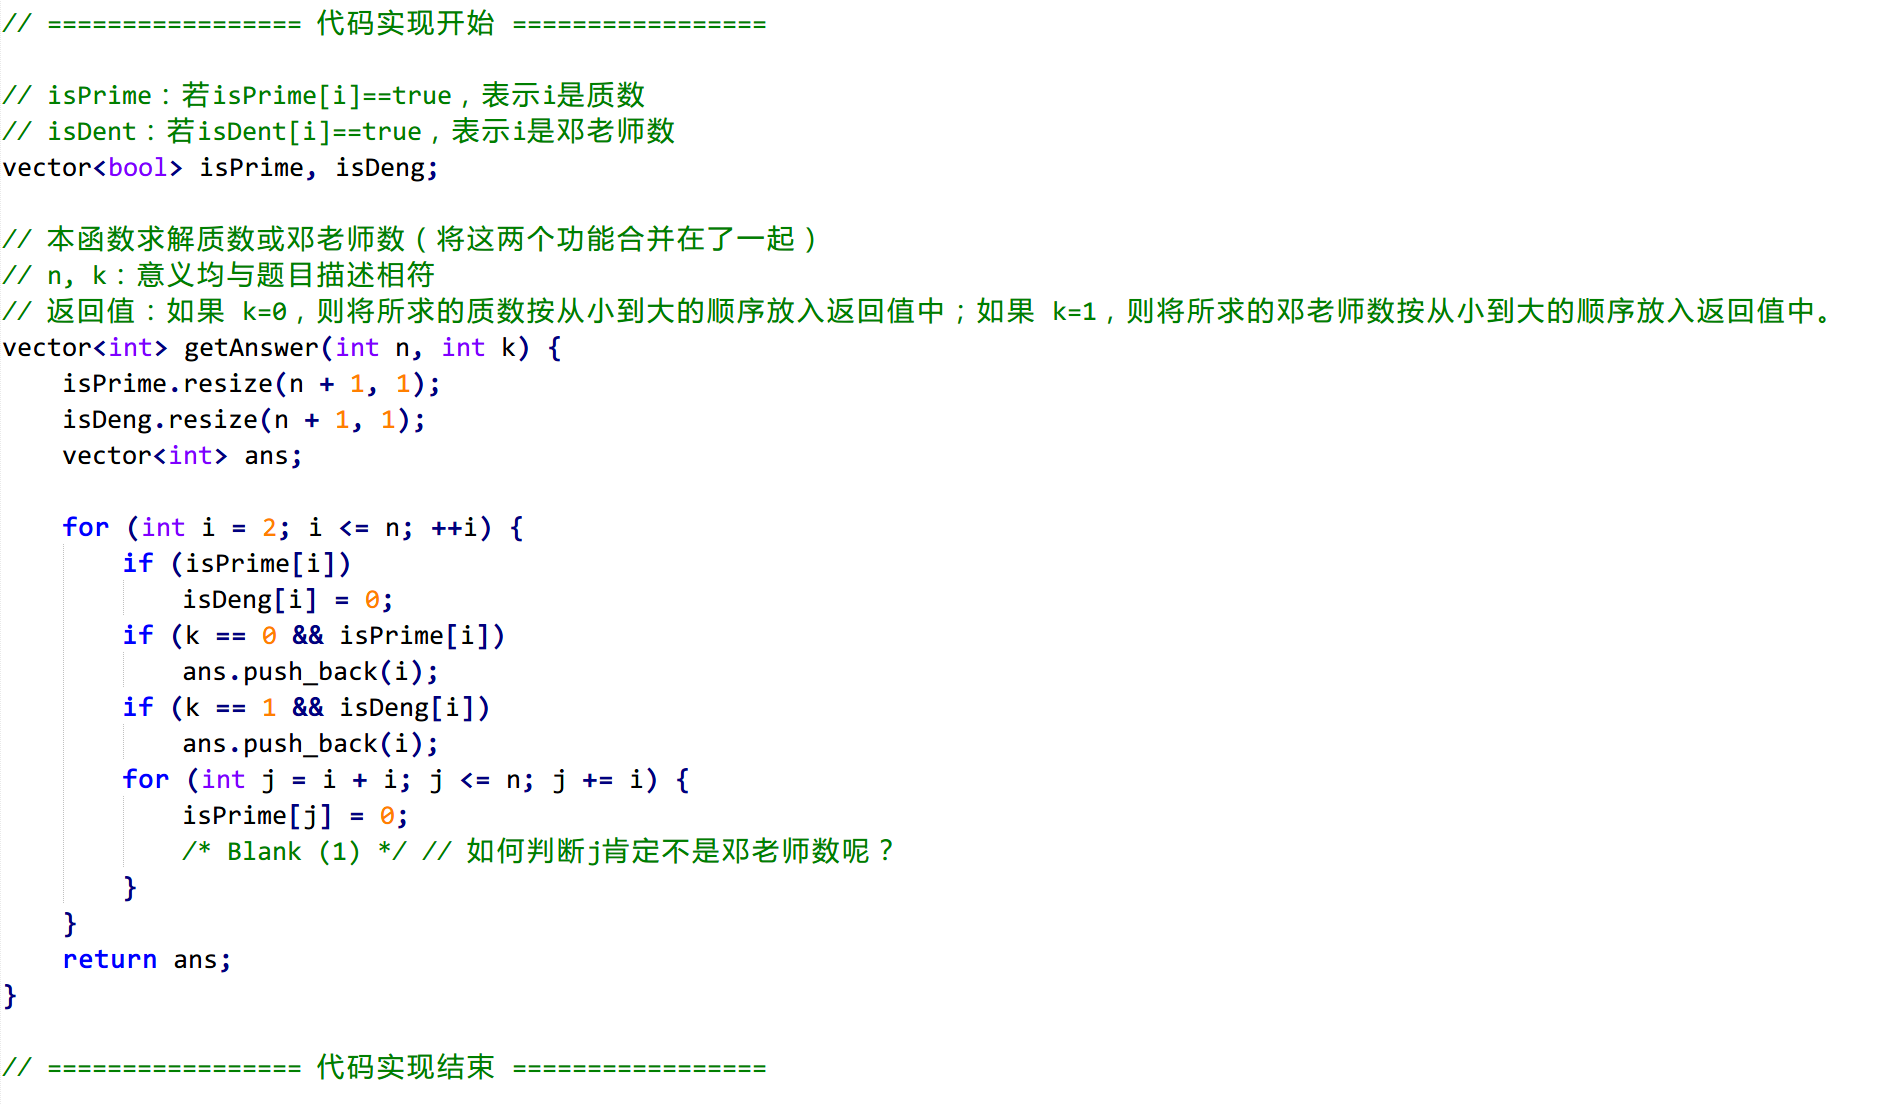 // ================= 代码实现开始 =================
// isPrime：若isPrime[i]==true，表示i是质数
// isDent：若isDent[i]==true，表示i是邓老师数
vector<bool> isPrime, isDeng;
// 本函数求解质数或邓老师数（将这两个功能合并在了一起）
// n, k：意义均与题目描述相符
// 返回值：如果 k=0，则将所求的质数按从小到大的顺序放入返回值中；如果 k=1，则将所求的邓老师数按从小到大的顺序放入返回值中。
vector<int> getAnswer(int n, int k) {
    isPrime.resize(n + 1, 1);
    isDeng.resize(n + 1, 1);
    vector<int> ans;
    for (int i = 2; i <= n; ++i) {
        if (isPrime[i])
            isDeng[i] = 0;
        if (k == 0 && isPrime[i])
            ans.push_back(i);
        if (k == 1 && isDeng[i])
            ans.push_back(i);
        for (int j = i + i; j <= n; j += i) {
            isPrime[j] = 0;
            /* Blank (1) */ // 如何判断j肯定不是邓老师数呢？
        }
    }
    return ans;
}
// ================= 代码实现结束 =================